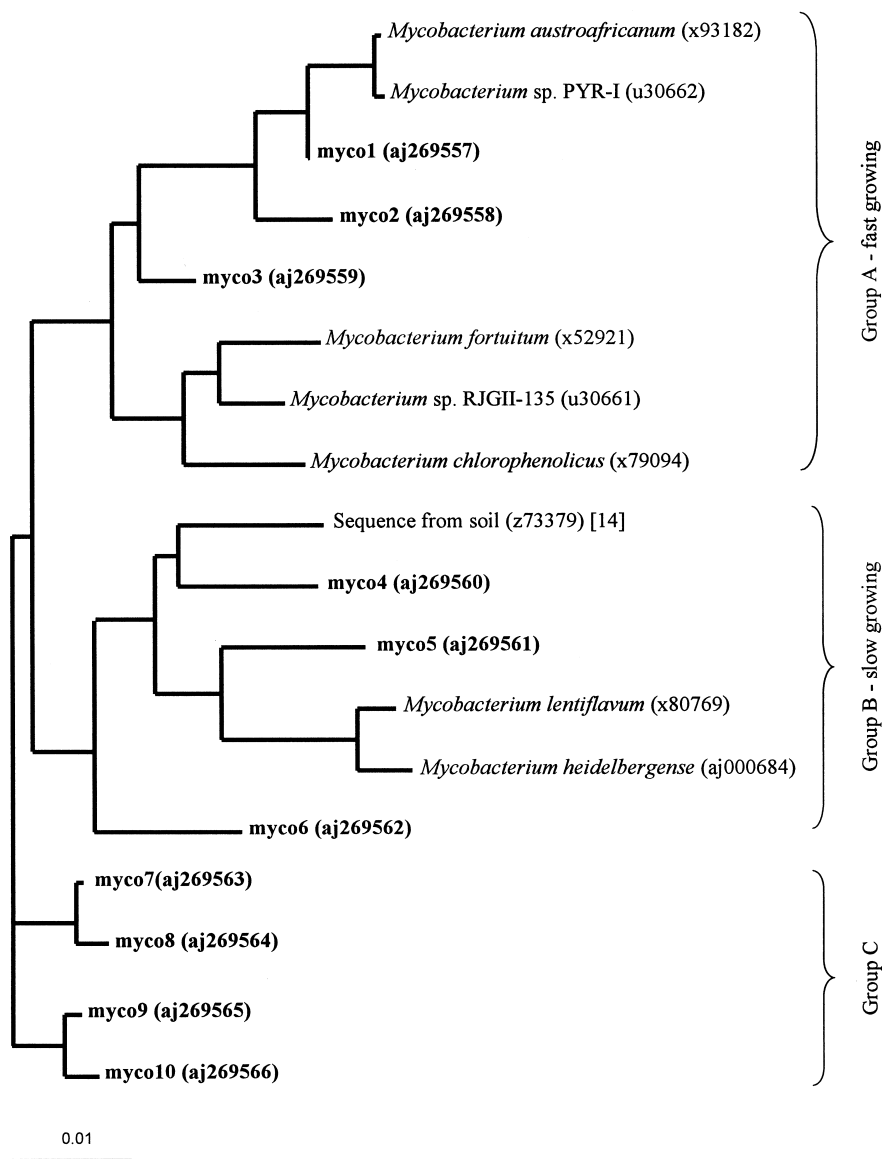 Mycobacterium austroafricanum (x93182)
Mycobacterium sp. PYR-I (u30662)
myco1 (aj269557)
myco2 (aj269558)
myco3 (aj269559)
Mycobacterium fortuitum (x52921)
Mycobacterium sp. RJGII-135 (u30661)
Mycobacterium chlorophenolicus (x79094)
Group A - fast growing
Sequence from soil (z73379) [14]
myco4 (aj269560)
myco5 (aj269561)
Mycobacterium lentiflavum (x80769)
Mycobacterium heidelbergense (aj000684)
myco6 (aj269562)
Group B - slow growing
myco7(aj269563)
myco8 (aj269564)
myco9 (aj269565)
myco10 (aj269566)
Group C
0.01